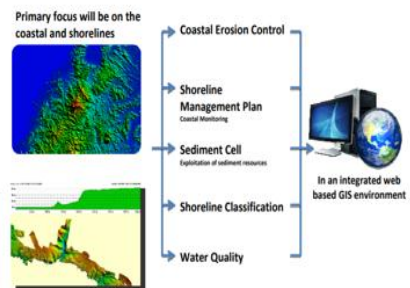 Primary focus will be on the
coastal and shorelines
Coastal Erosion Control
Shoreline
Management Plan
Coastal Monitoring
Sediment Cell
Exploitation of sediment resources
Shoreline Classification
Water Quality
In an integrated web
based GIS environment